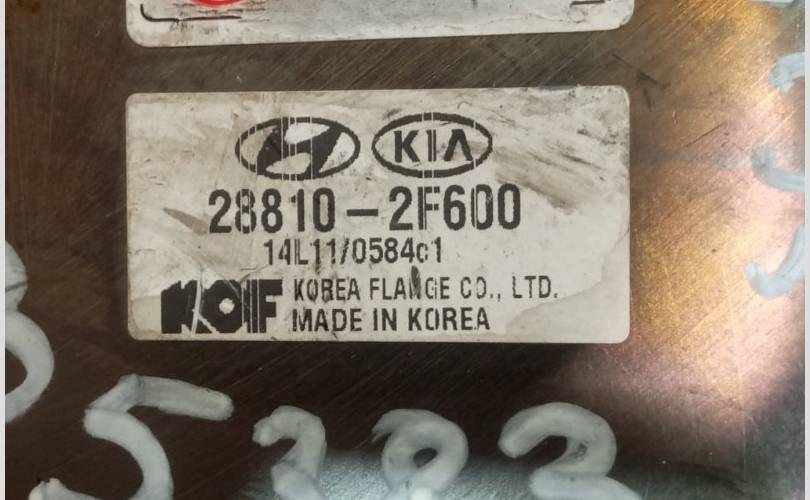 KIA
28810-2F600
14L11/0584c1
KOF KOREA FLANGE CO., LTD.
MADE IN KOREA